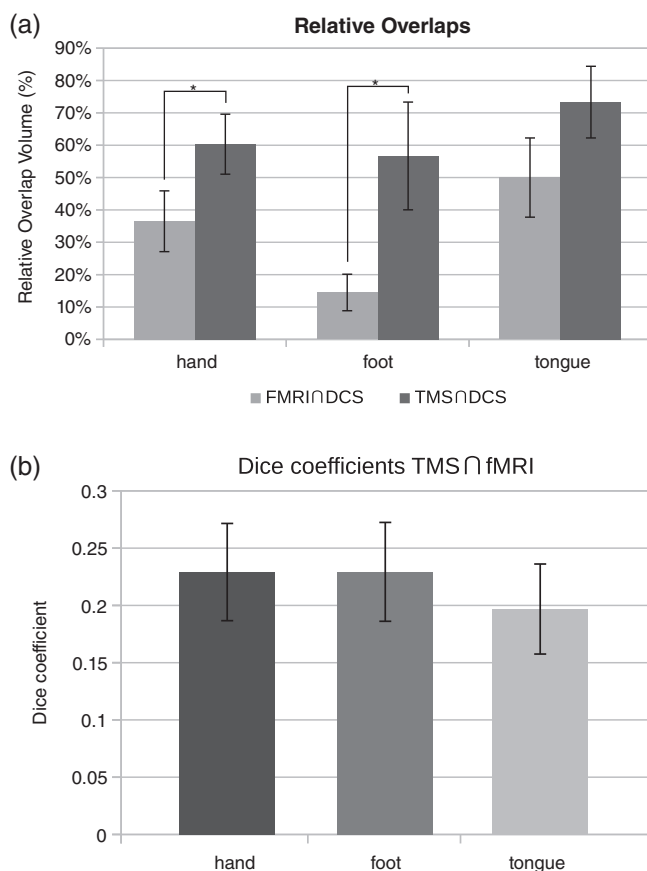 (a)
Relative Overlaps
Relative Overlap Volume (%)
90%
80%
70%
60%
50%
40%
30%
20%
10%
0%
*
*
hand foot tongue
FMRI∩DCS TMS∩DCS
(b)
Dice coefficients TMS∩fMRI
Dice coefficient
0.3
0.25
0.2
0.15
0.1
0.05
0
hand foot tongue